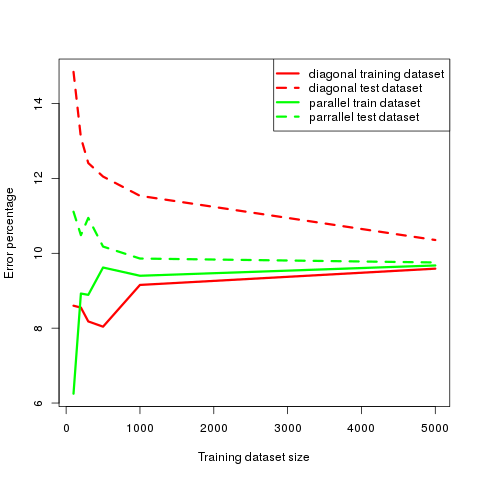 diagonal training dataset
diagonal test dataset
parallel train dataset
parrallel test dataset
14
12
10
8
6
Error percentage
0 1000 2000 3000 4000 5000
Training dataset size